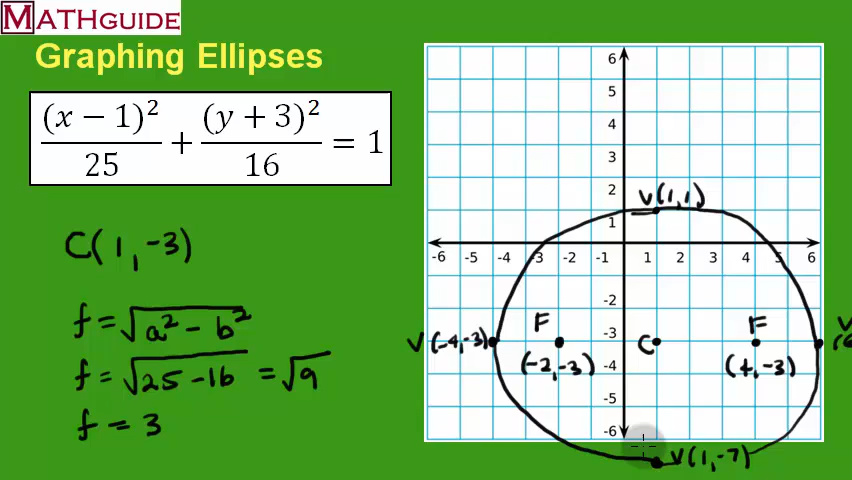 MATHGUIDE
Graphing Ellipses
(x − 1)² / 25 + (y + 3)² / 16 = 1
C(1, -3)
f = √(a² - b²)
f = √(25 - 16) = √9
f = 3
6
5
4
3
2
1
V(1,1)
-6 -5 -4 -3 -2 -1 1 2 3 4 5 6
-2
-3
-4
-5
-6
V(-4,-3)
F
(-2,-3)
C
F
(4,-3)
V
V(1,-7)